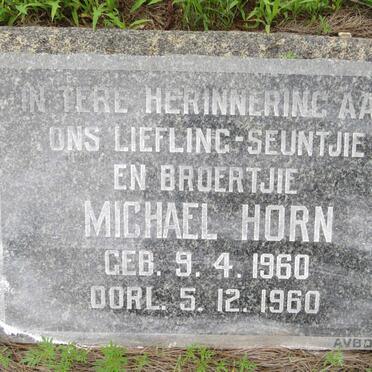 IN TERE HERINNERING AA
ONS LIEFLING-SEUNTJIE
EN BROERTJIE
MICHAEL HORN
GEB. 9. 4. 1960
OORL. 5. 12. 1960
AVBO